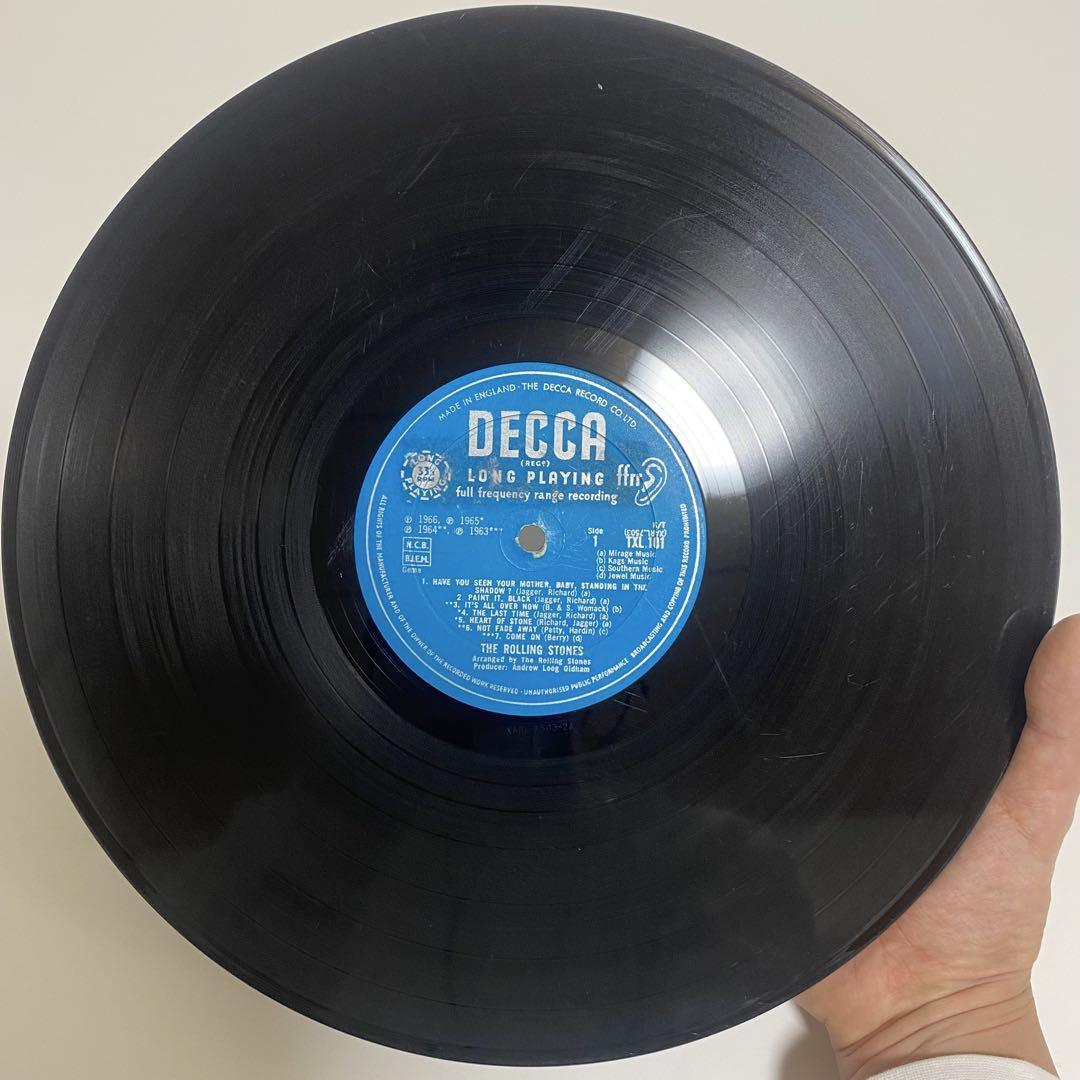 MADE IN ENGLAND · THE DECCA RECORD CO. LTD.
DECCA
(REGD)
LONG PLAYING ffrr
full frequency range recording
LONG
33⅓
RPM
PLAYING
℗ 1966, ℗ 1965*
℗ 1964**, ℗ 1963***
N.C.B.
B.I.E.M.
Side
1
R/T
(XARL.7503)
TXL 101
(a) Mirage Music
(b) Kags Music
(c) Southern Music
(d) Jewel Music
1. HAVE YOU SEEN YOUR MOTHER, BABY, STANDING IN THE
SHADOW? (Jagger, Richard) (a)
2 PAINT IT, BLACK (Jagger, Richard) (a)
**3. IT'S ALL OVER NOW (B. & S. Womack) (b)
*4. THE LAST TIME (Jagger, Richard) (a)
*5. HEART OF STONE (Richard, Jagger) (a)
**6. NOT FADE AWAY (Petty, Hardin) (c)
***7. COME ON (Berry) (d)
THE ROLLING STONES
Arranged by The Rolling Stones
Producer: Andrew Loog Oldham
ALL RIGHTS OF THE MANUFACTURER AND OF THE OWNER OF THE RECORDED WORK RESERVED · UNAUTHORISED PUBLIC PERFORMANCE BROADCASTING AND COPYING OF THIS RECORD PROHIBITED